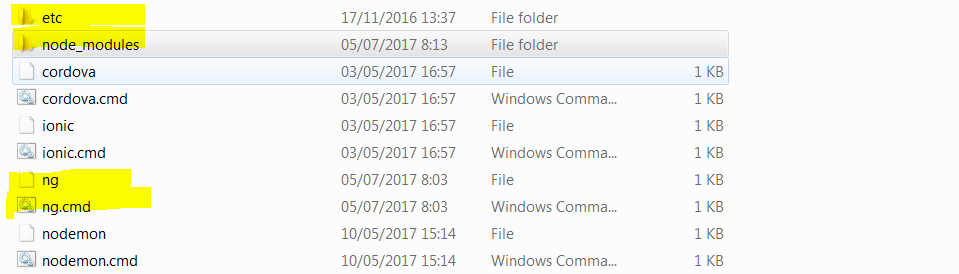 etc 17/11/2016 13:37 File folder
node_modules 05/07/2017 8:13 File folder
cordova 03/05/2017 16:57 File 1 KB
cordova.cmd 03/05/2017 16:57 Windows Comma... 1 KB
ionic 03/05/2017 16:57 File 1 KB
ionic.cmd 03/05/2017 16:57 Windows Comma... 1 KB
ng 05/07/2017 8:03 File 1 KB
ng.cmd 05/07/2017 8:03 Windows Comma... 1 KB
nodemon 10/05/2017 15:14 File 1 KB
nodemon.cmd 10/05/2017 15:14 Windows Comma... 1 KB